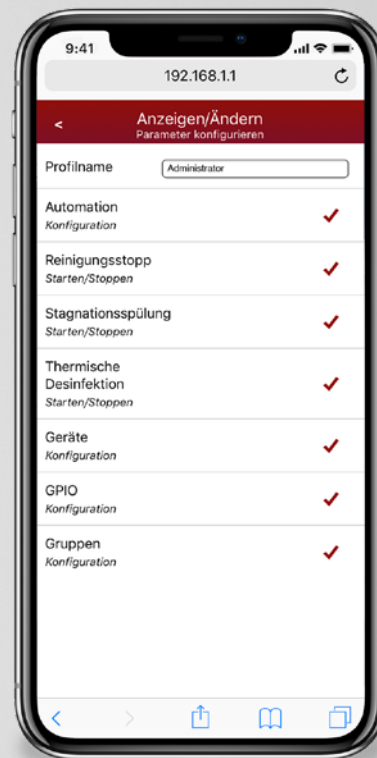 9:41
192.168.1.1
<
Anzeigen/Ändern
Parameter konfigurieren
Profilname
Administrator
Automation
Konfiguration
Reinigungsstopp
Starten/Stoppen
Stagnationsspülung
Starten/Stoppen
Thermische
Desinfektion
Starten/Stoppen
Geräte
Konfiguration
GPIO
Konfiguration
Gruppen
Konfiguration